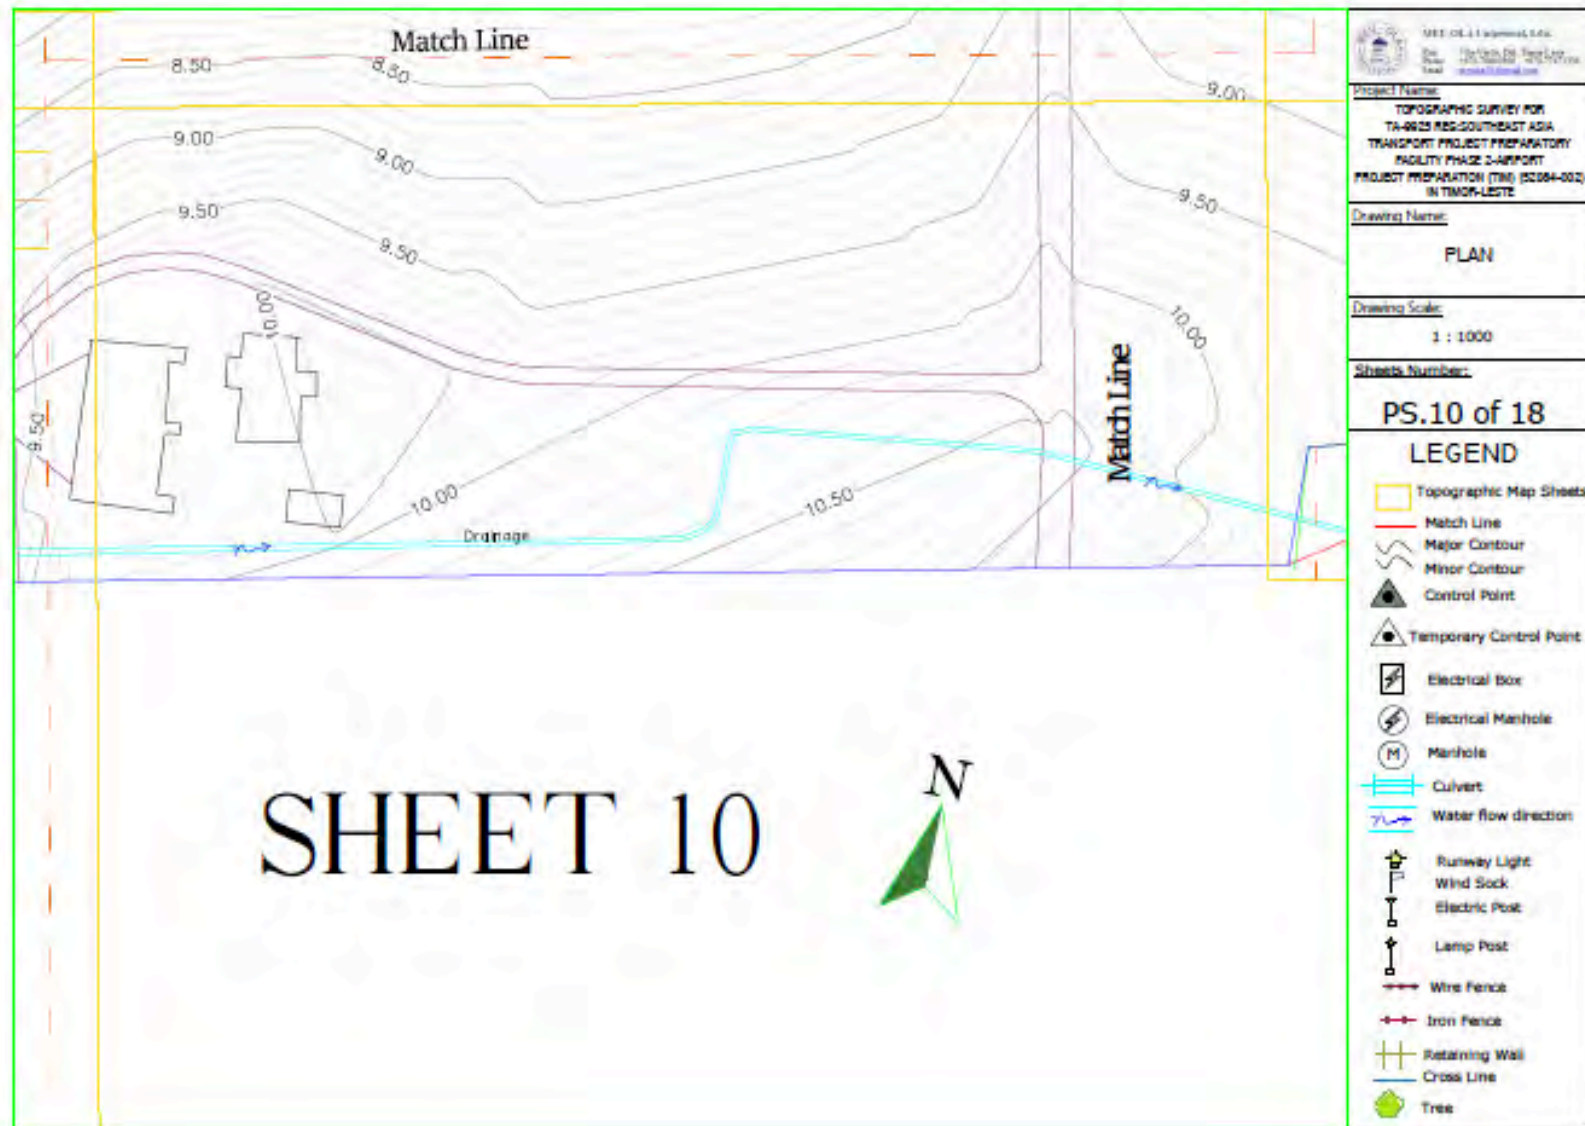 Match Line
8.50
8.50
9.00
9.00
9.00
9.50
9.50
9.50
10.00
10.00
9.50
Match Line
10.00
10.50
Drainage
SHEET 10
N
Project Name:
TOPOGRAPHIC SURVEY FOR
TA-9925 REG:SOUTHEAST ASIA
TRANSPORT PROJECT PREPARATORY
FACILITY PHASE 2-AIRPORT
PROJECT PREPARATION (TIM) (52084-002)
IN TIMOR-LESTE
Drawing Name:
PLAN
Drawing Scale:
1 : 1000
Sheets Number:
PS.10 of 18
LEGEND
Topographic Map Sheets
Match Line
Major Contour
Minor Contour
Control Point
Temporary Control Point
Electrical Box
Electrical Manhole
M Manhole
Culvert
Water flow direction
Runway Light
Wind Sock
Electric Post
Lamp Post
Wire Fence
Iron Fence
Retaining Wall
Cross Line
Tree